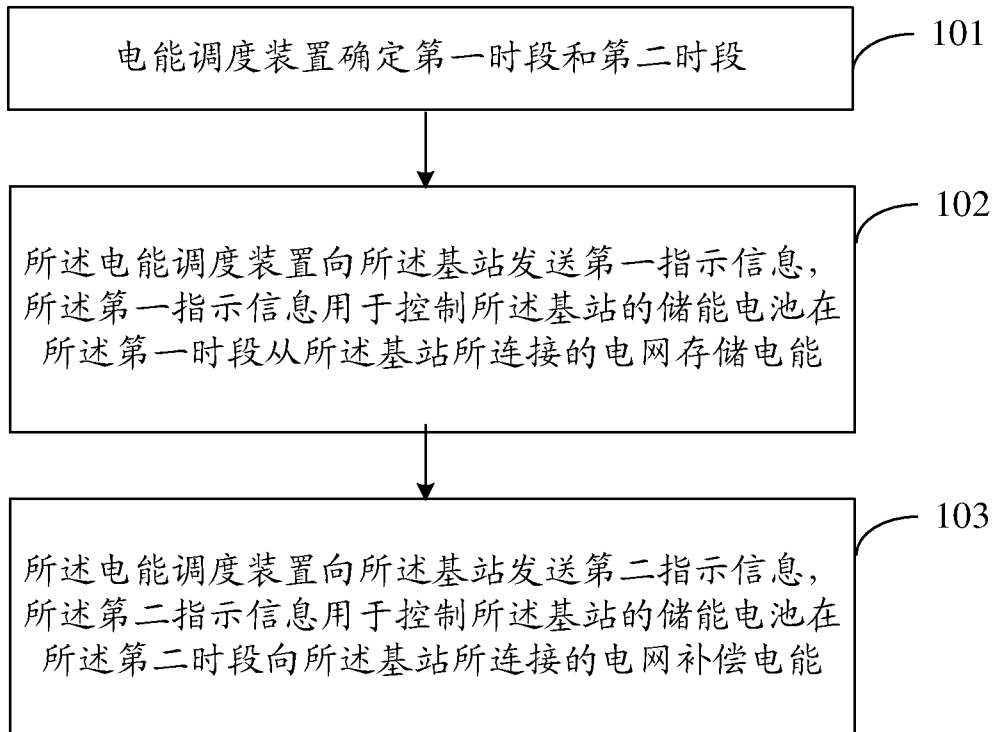 电能调度装置确定第一时段和第二时段
101
所述电能调度装置向所述基站发送第一指示信息，
所述第一指示信息用于控制所述基站的储能电池在
所述第一时段从所述基站所连接的电网存储电能
102
所述电能调度装置向所述基站发送第二指示信息，
所述第二指示信息用于控制所述基站的储能电池在
所述第二时段向所述基站所连接的电网补偿电能
103